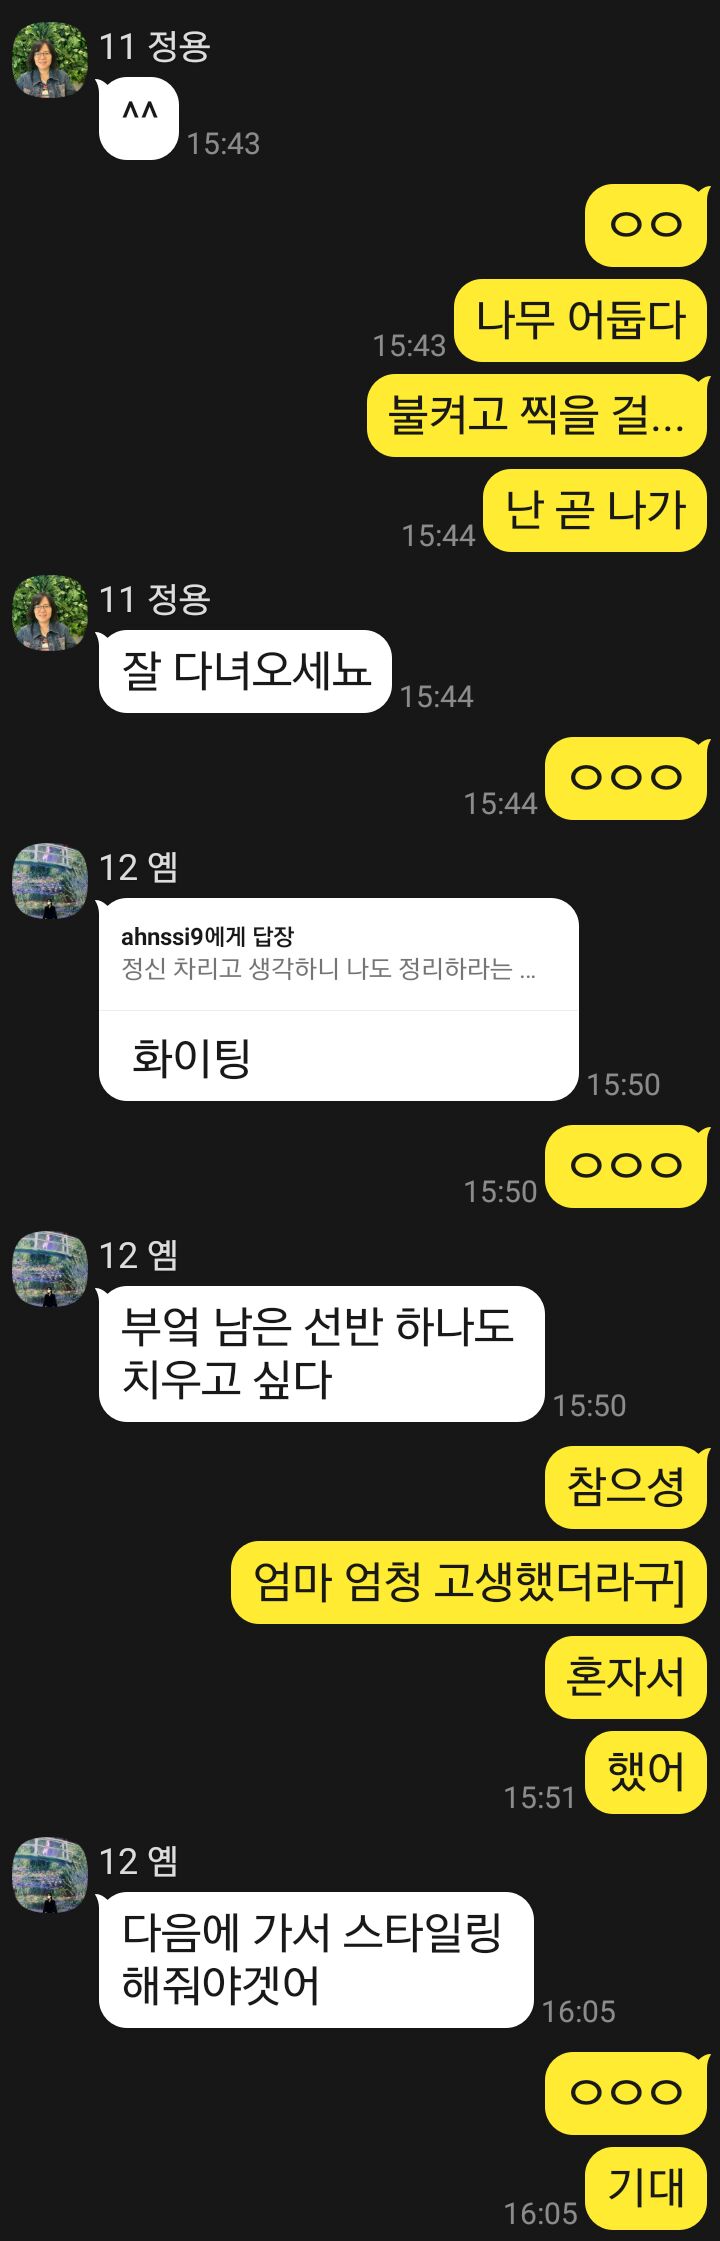 11 정용
^^
15:43
ㅇㅇ
나무 어둡다
15:43
불켜고 찍을 걸...
난 곧 나가
15:44
11 정용
잘 다녀오세뇨
15:44
ㅇㅇㅇ
15:44
12 옘
ahnssi9에게 답장
정신 차리고 생각하니 나도 정리하라는 ...
화이팅
15:50
ㅇㅇㅇ
15:50
12 옘
부엌 남은 선반 하나도
치우고 싶다
15:50
참으셩
엄마 엄청 고생했더라구]
혼자서
했어
15:51
12 옘
다음에 가서 스타일링
해줘야겟어
16:05
ㅇㅇㅇ
기대
16:05